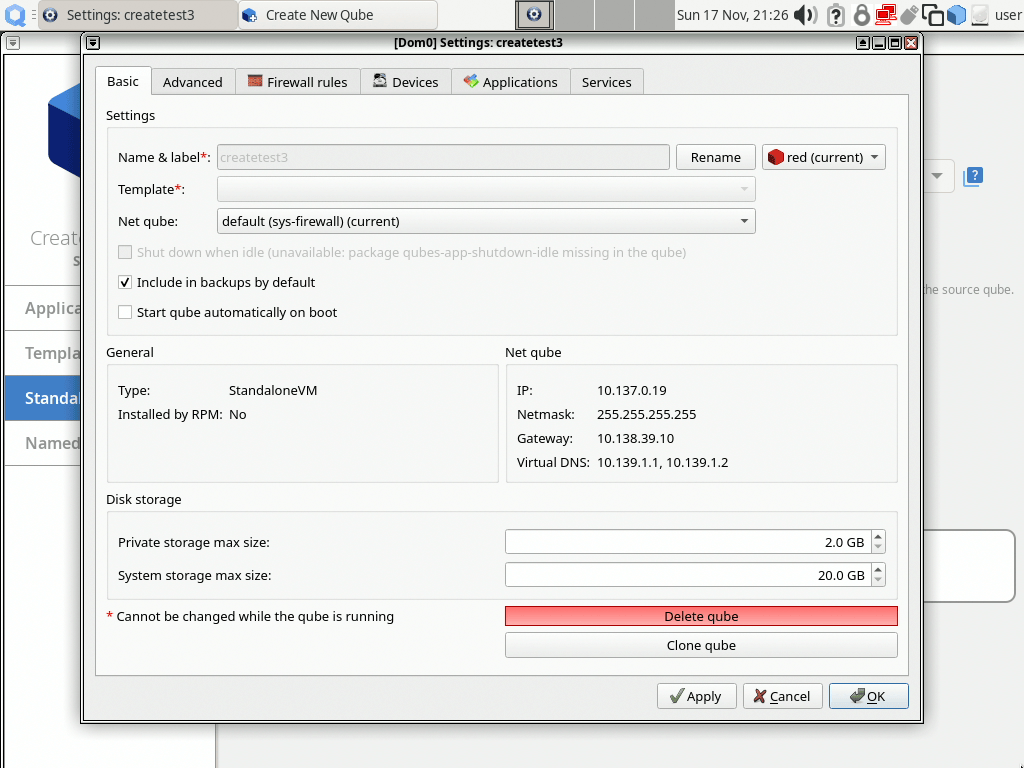 Settings: createtest3
Create New Qube
Sun 17 Nov, 21:26
user
[Dom0] Settings: createtest3
Basic
Advanced
Firewall rules
Devices
Applications
Services
Settings
Name & label*:
createtest3
Rename
red (current)
Template*:
Net qube:
default (sys-firewall) (current)
Shut down when idle (unavailable: package qubes-app-shutdown-idle missing in the qube)
Include in backups by default
Start qube automatically on boot
General
Net qube
Type:
StandaloneVM
Installed by RPM:
No
IP:
10.137.0.19
Netmask:
255.255.255.255
Gateway:
10.138.39.10
Virtual DNS:
10.139.1.1, 10.139.1.2
Disk storage
Private storage max size:
2.0 GB
System storage max size:
20.0 GB
* Cannot be changed while the qube is running
Delete qube
Clone qube
Apply
Cancel
OK
Create
Applica
Templa
Standa
Named
the source qube.